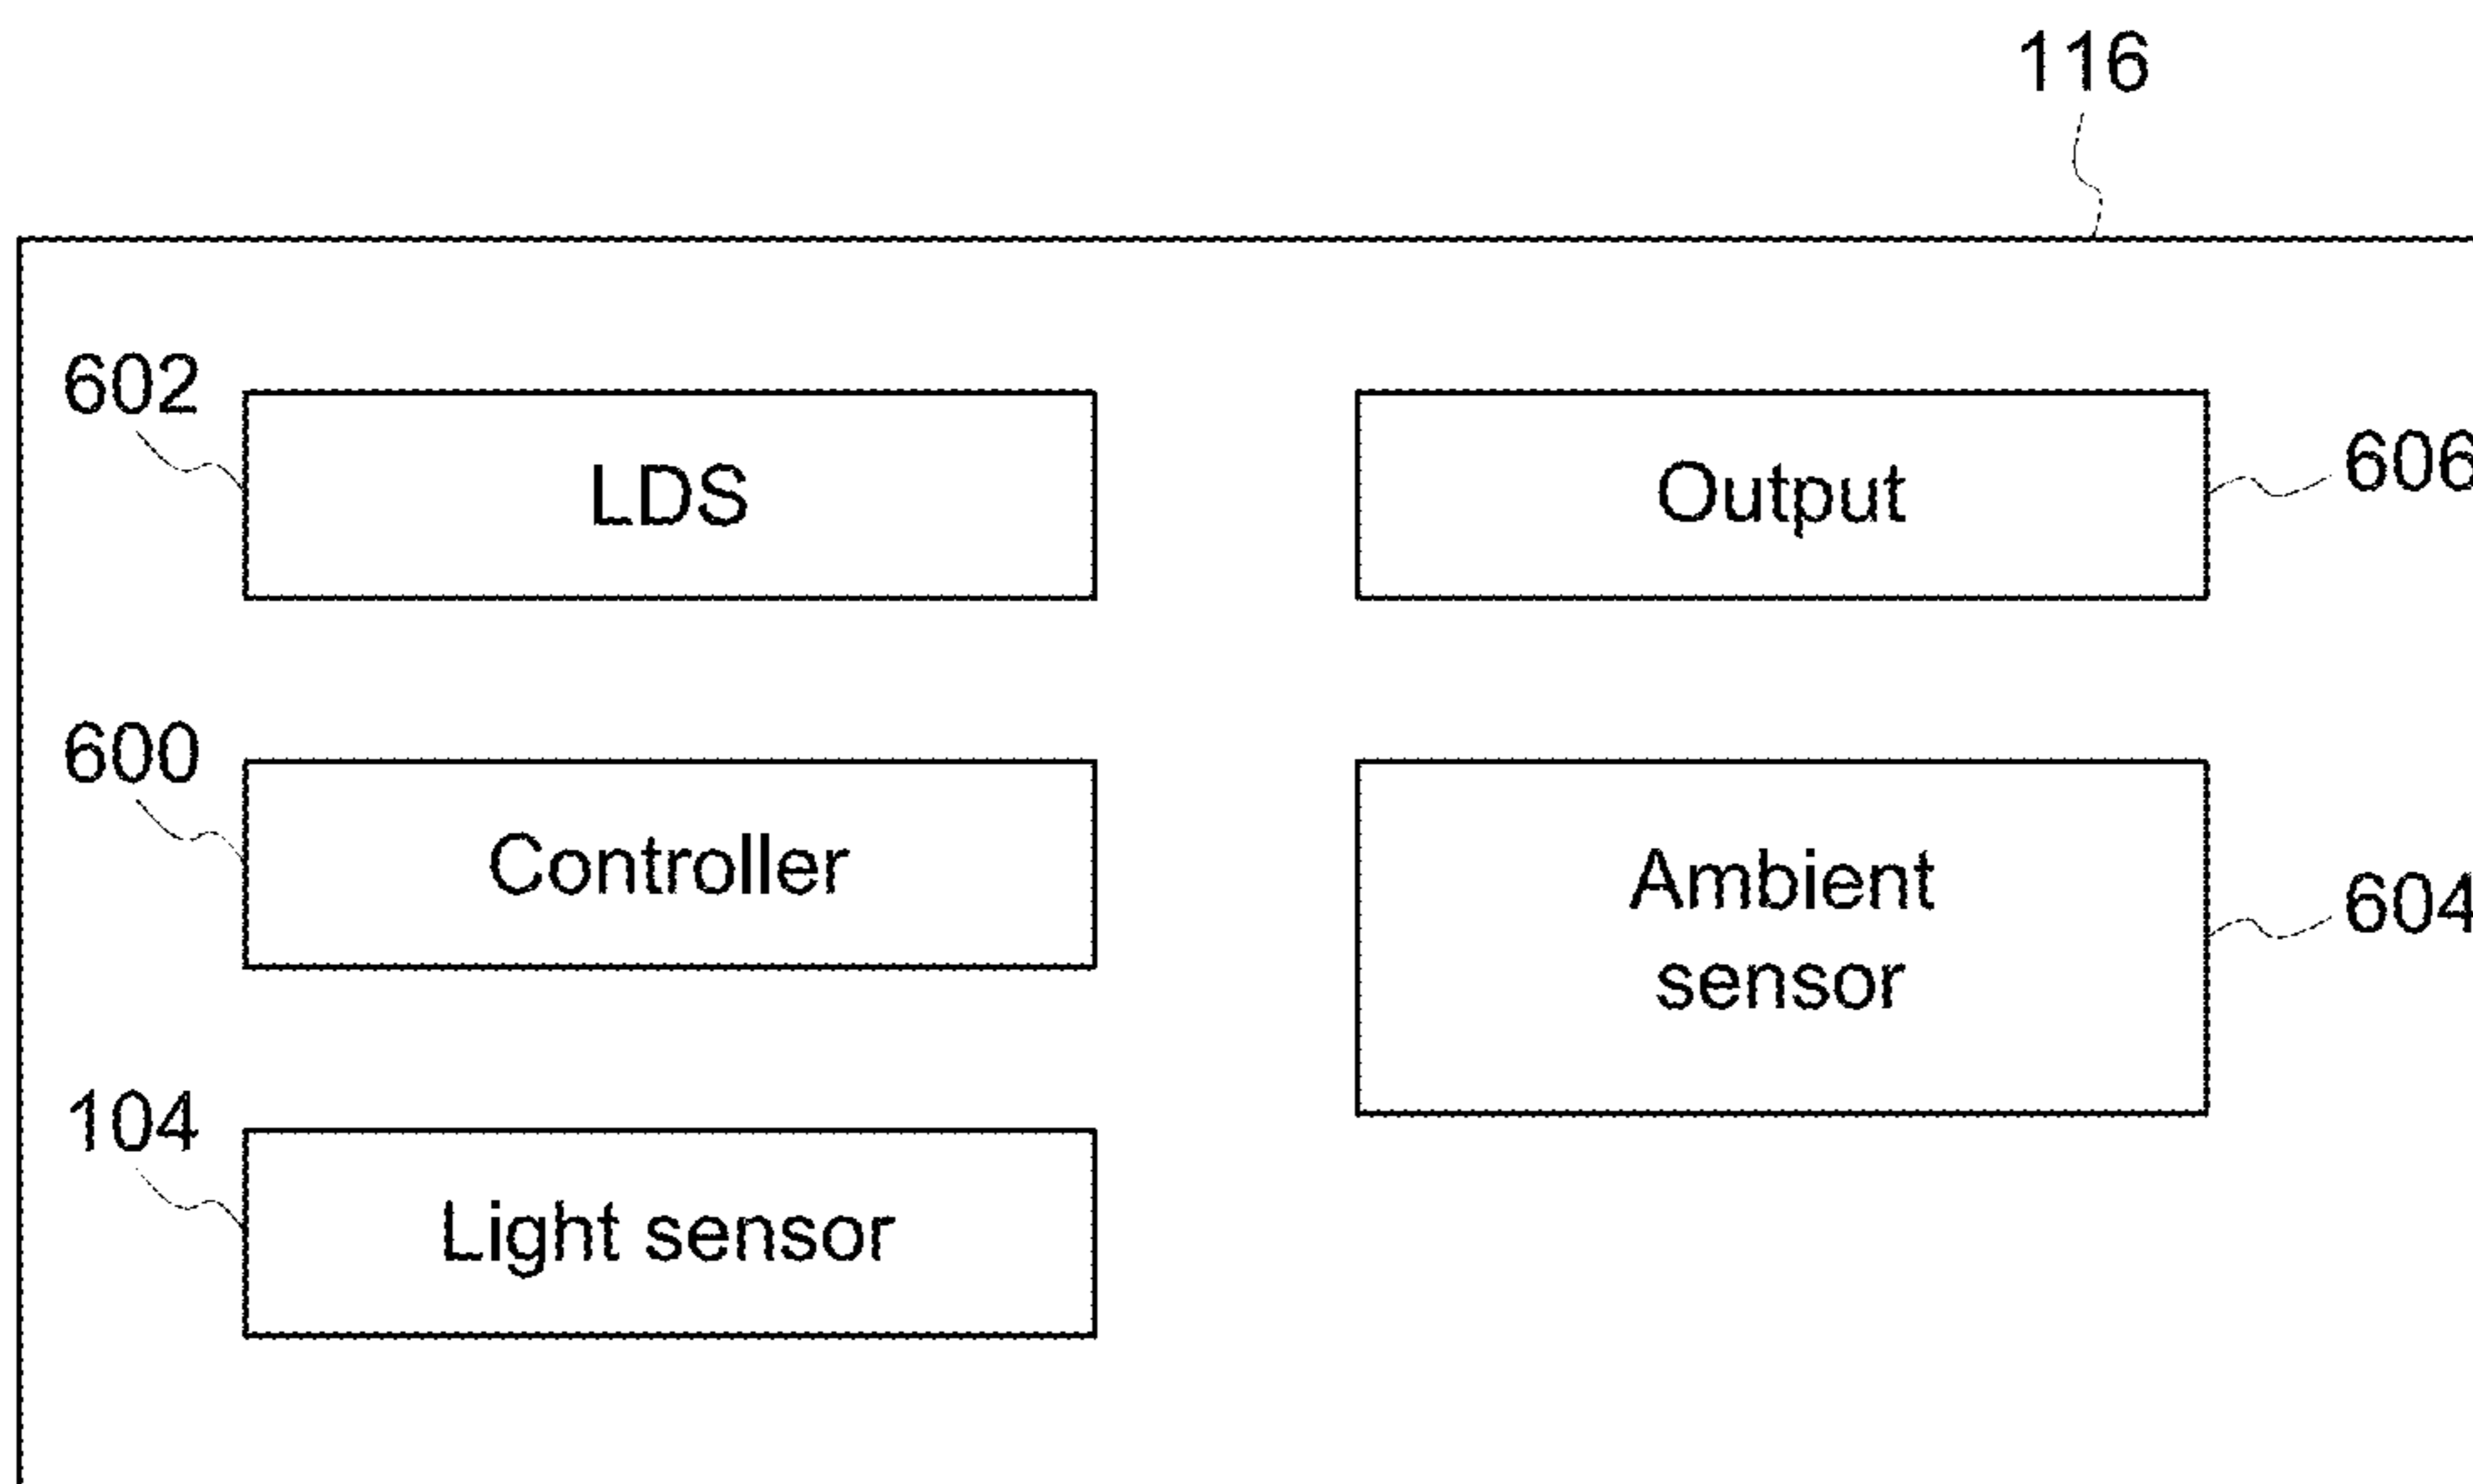 116
602
LDS
Output
606
600
Controller
Ambient
sensor
604
104
Light sensor